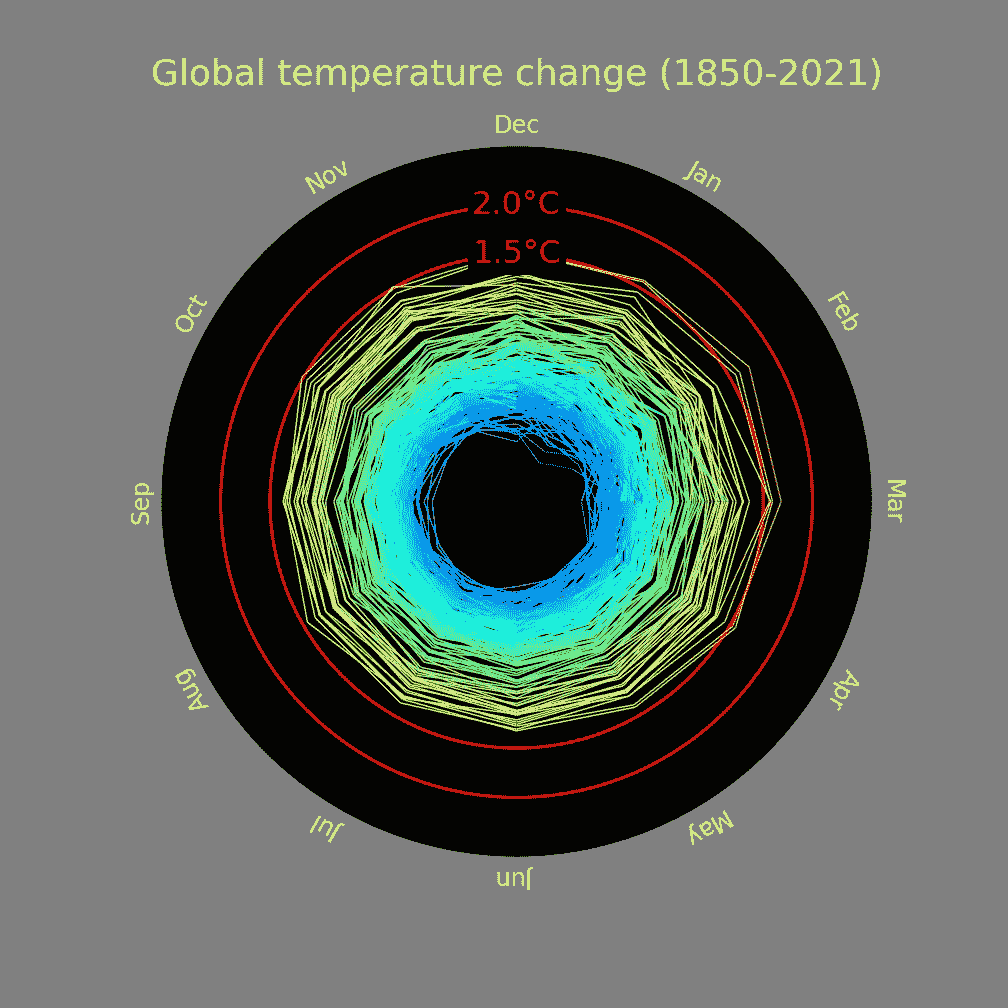 Global temperature change (1850-2021)
Dec
Nov
Jan
2.0°C
1.5°C
Oct
Feb
Sep
Mar
Aug
Apr
Jul
May
Jun